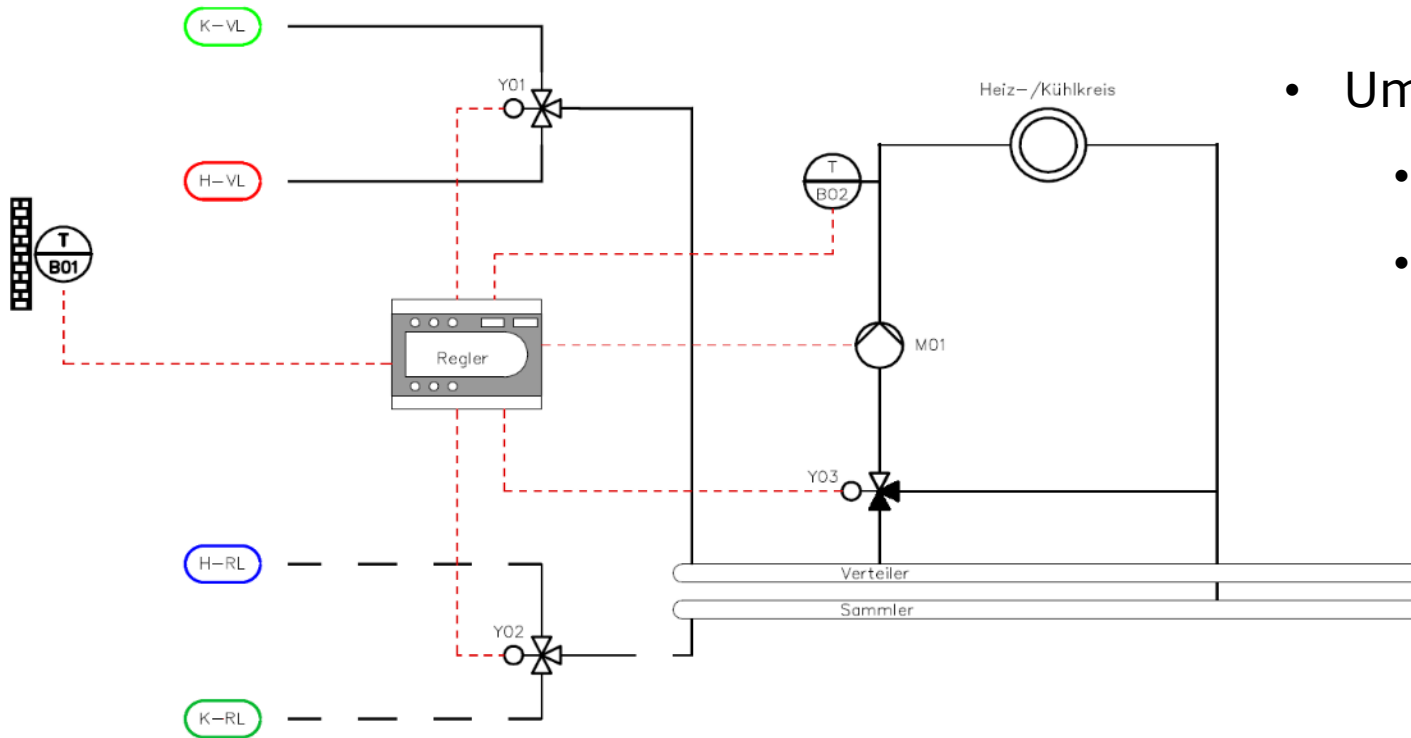 K-VL
Y01
H-VL
T
B01
Regler
H-RL
Y02
K-RL
Heiz-/Kühlkreis
T
B02
M01
Y03
Verteiler
Sammler
• Um
•
•